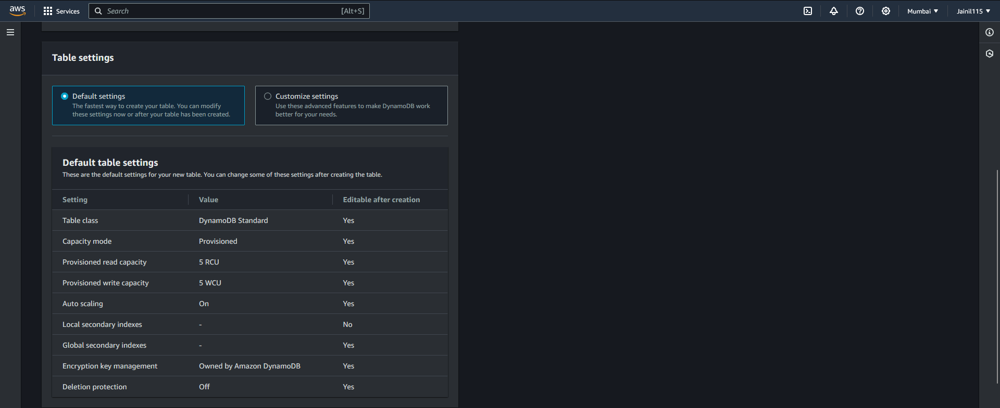 aws
Services
Search
[Alt+S]
Mumbai
Jainil115
Table settings
Default settings
The fastest way to create your table. You can modify
these settings now or after your table has been created.
Customize settings
Use these advanced features to make DynamoDB work
better for your needs.
Default table settings
These are the default settings for your new table. You can change some of these settings after creating the table.
Setting Value Editable after creation
Table class DynamoDB Standard Yes
Capacity mode Provisioned Yes
Provisioned read capacity 5 RCU Yes
Provisioned write capacity 5 WCU Yes
Auto scaling On Yes
Local secondary indexes - No
Global secondary indexes - Yes
Encryption key management Owned by Amazon DynamoDB Yes
Deletion protection Off Yes